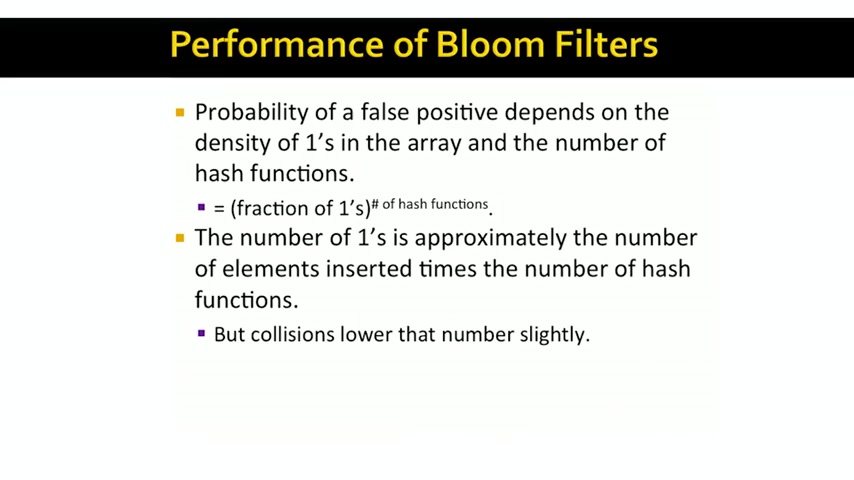 Performance of Bloom Filters
Probability of a false positive depends on the
density of 1's in the array and the number of
hash functions.
= (fraction of 1's)# of hash functions.
The number of 1's is approximately the number
of elements inserted times the number of hash
functions.
But collisions lower that number slightly.